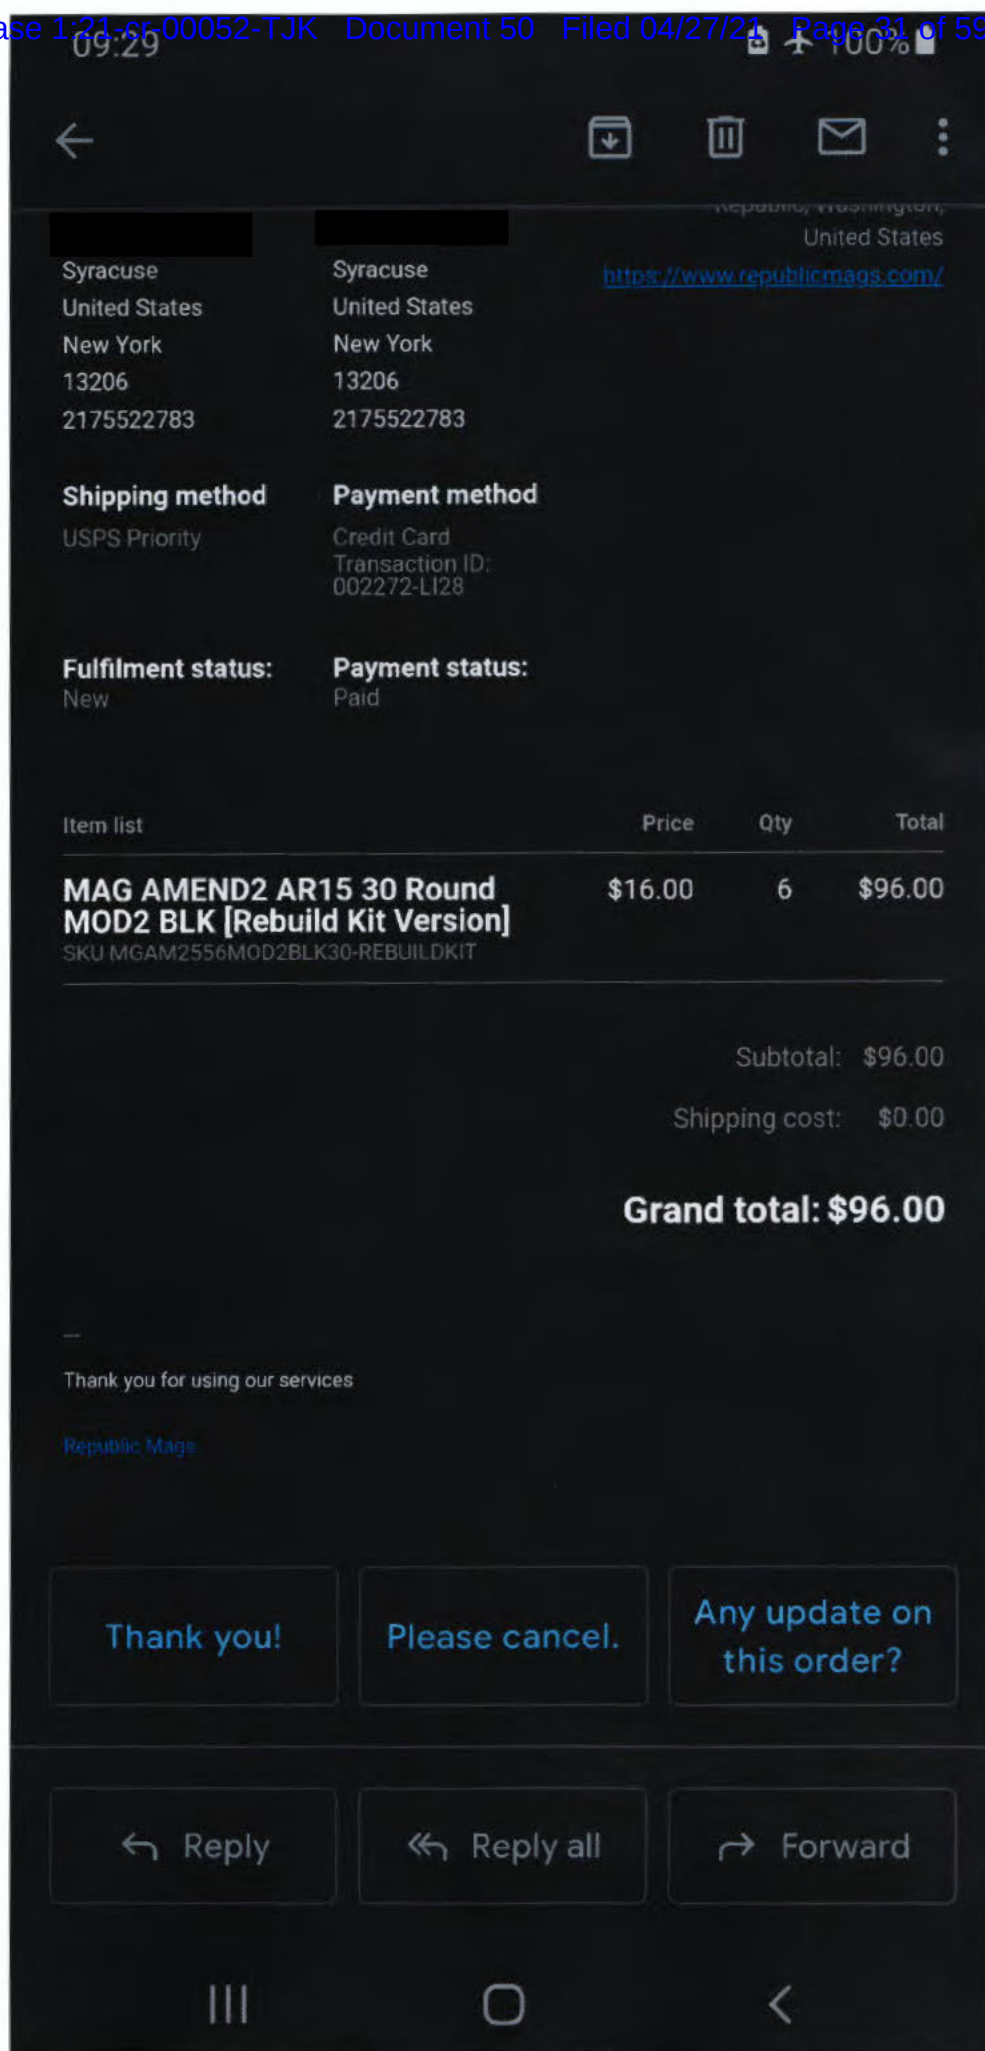 ase 1:21-cr-00052-TJK Document 50 Filed 04/27/21 Page 31 of 59
09:29 100%
Republic, Washington,
United States
https://www.republicmags.com/
Syracuse Syracuse
United States United States
New York New York
13206 13206
2175522783 2175522783
Shipping method Payment method
USPS Priority Credit Card
Transaction ID:
002272-LI28
Fulfilment status: Payment status:
New Paid
Item list Price Qty Total
MAG AMEND2 AR15 30 Round $16.00 6 $96.00
MOD2 BLK [Rebuild Kit Version]
SKU MGAM2556MOD2BLK30-REBUILDKIT
Subtotal: $96.00
Shipping cost: $0.00
Grand total: $96.00
—
Thank you for using our services
Republic Mags
Thank you! Please cancel. Any update on
this order?
Reply Reply all Forward